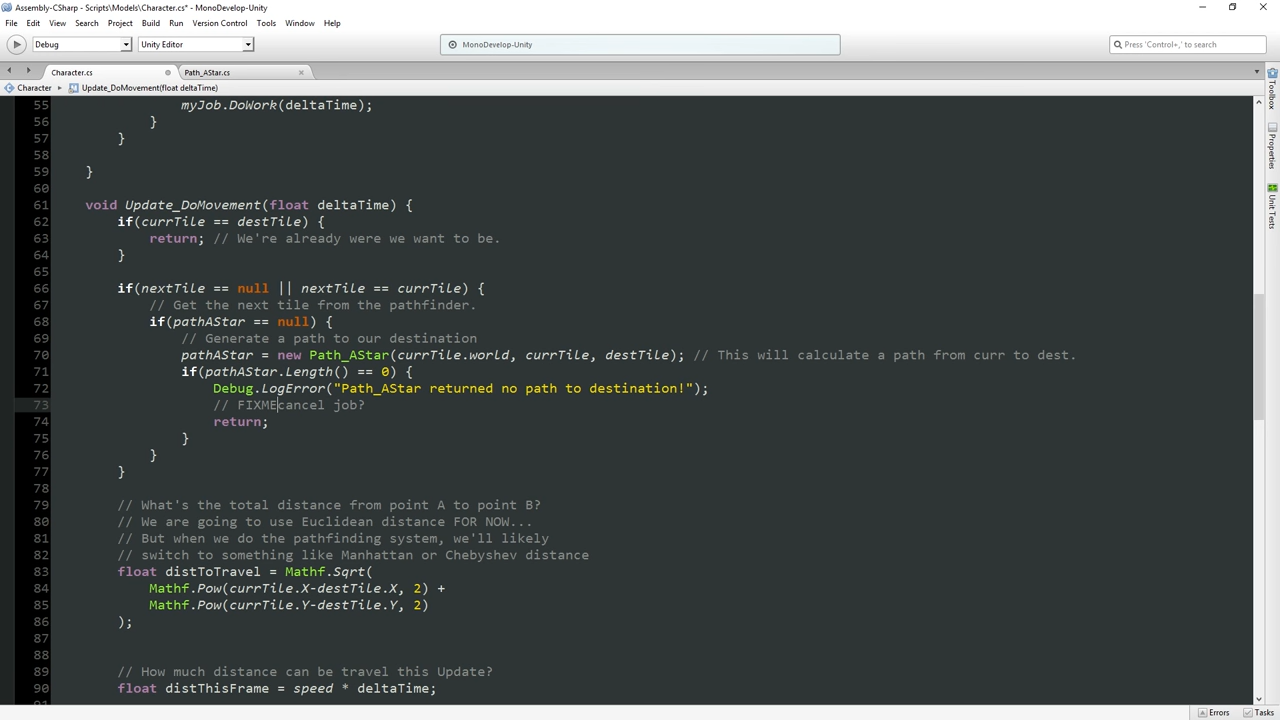 Assembly-CSharp - Scripts\Models\Character.cs* - MonoDevelop-Unity
File Edit View Search Project Build Run Version Control Tools Window Help
Debug Unity Editor MonoDevelop-Unity Press 'Control+,' to search
Character.cs Path_AStar.cs
Character Update_DoMovement(float deltaTime)
55 myJob.DoWork(deltaTime);
56 }
57 }
58
59 }
60
61 void Update_DoMovement(float deltaTime) {
62 if(currTile == destTile) {
63 return; // We're already were we want to be.
64 }
65
66 if(nextTile == null || nextTile == currTile) {
67 // Get the next tile from the pathfinder.
68 if(pathAStar == null) {
69 // Generate a path to our destination
70 pathAStar = new Path_AStar(currTile.world, currTile, destTile); // This will calculate a path from curr to dest.
71 if(pathAStar.Length() == 0) {
72 Debug.LogError("Path_AStar returned no path to destination!");
73 // FIXMEcancel job?
74 return;
75 }
76 }
77 }
78
79 // What's the total distance from point A to point B?
80 // We are going to use Euclidean distance FOR NOW...
81 // But when we do the pathfinding system, we'll likely
82 // switch to something like Manhattan or Chebyshev distance
83 float distToTravel = Mathf.Sqrt(
84 Mathf.Pow(currTile.X-destTile.X, 2) +
85 Mathf.Pow(currTile.Y-destTile.Y, 2)
86 );
87
88
89 // How much distance can be travel this Update?
90 float distThisFrame = speed * deltaTime;
91
Toolbox
Properties
Unit Tests
Errors Tasks